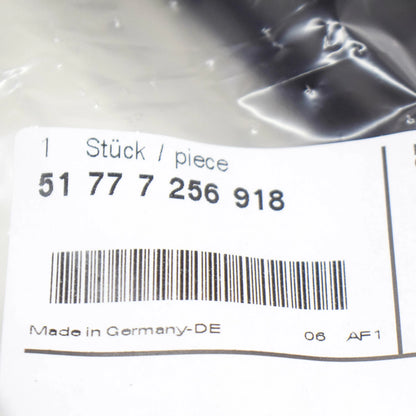 1 Stück / piece
51 77 7 256 918
Made in Germany-DE 06 AF1